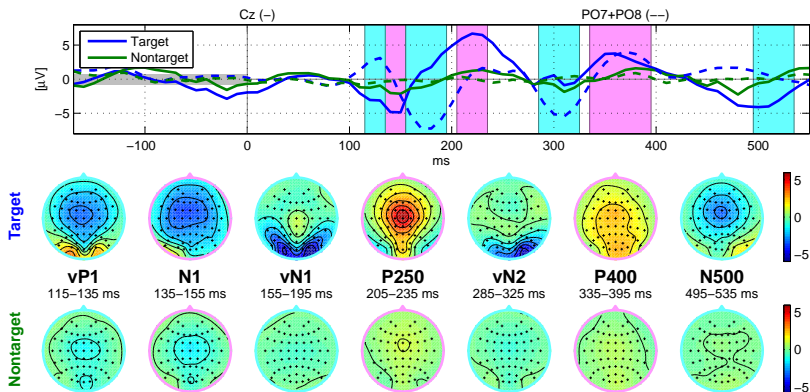 Cz (−) PO7+PO8 (−−)
Target
Nontarget
[µV]
5
0
−5
−100 0 100 200 300 400 500
ms
Target
vP1 N1 vN1 P250 vN2 P400 N500
115−135 ms 135−155 ms 155−195 ms 205−235 ms 285−325 ms 335−395 ms 495−535 ms
5
0
−5
Nontarget
5
0
−5